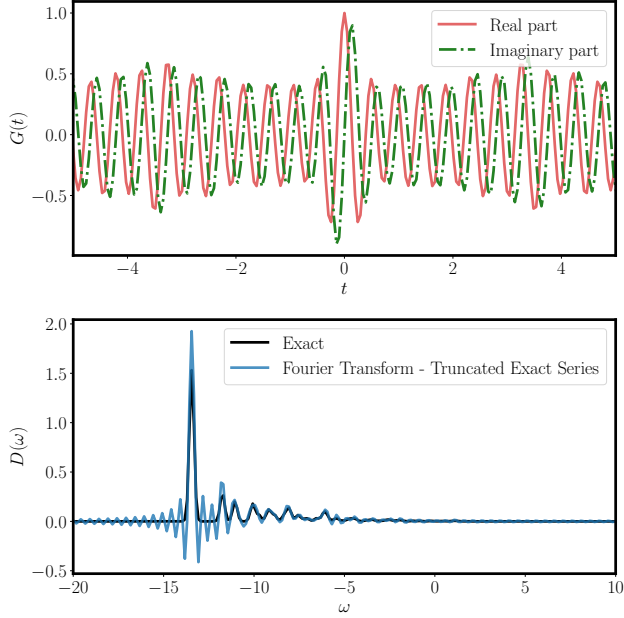 1.0
0.5
0.0
−0.5
G(t)
Real part
Imaginary part
−4 −2 0 2 4
t
2.0
1.5
1.0
0.5
0.0
−0.5
D(ω)
Exact
Fourier Transform - Truncated Exact Series
−20 −15 −10 −5 0 5 10
ω